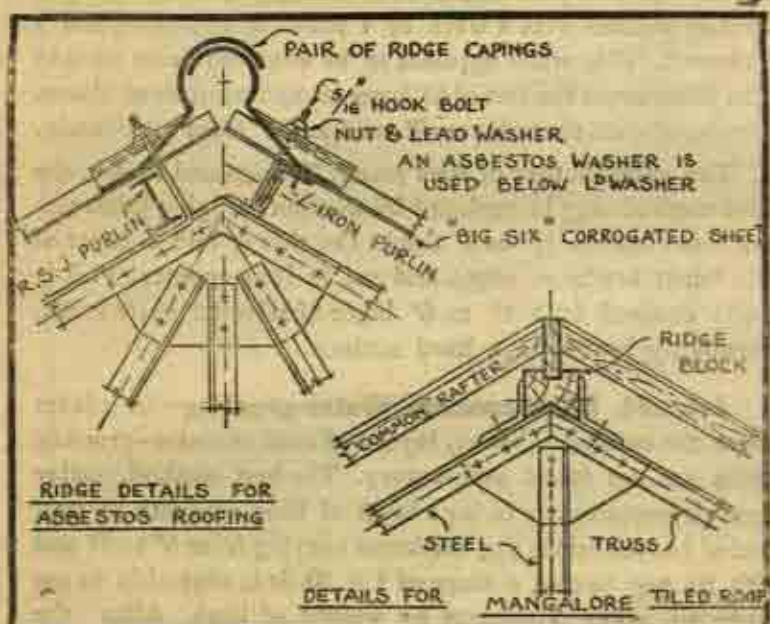 PAIR OF RIDGE CAPINGS
5/16" HOOK BOLT
NUT & LEAD WASHER
AN ASBESTOS WASHER IS
USED BELOW LD WASHER
R.S.J PURLIN
L-IRON PURLIN
"BIG SIX" CORROGATED SHEET
RIDGE
BLOCK
COMMON RAFTER
RIDGE DETAILS FOR
ASBESTOS ROOFING
STEEL TRUSS
DETAILS FOR MANGALORE TILED ROOF